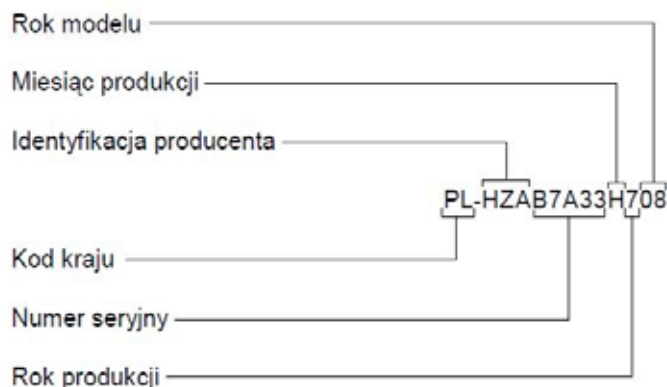 Rok modelu
Miesiąc produkcji
Identyfikacja producenta
PL-HZAB7A33H708
Kod kraju
Numer seryjny
Rok produkcji